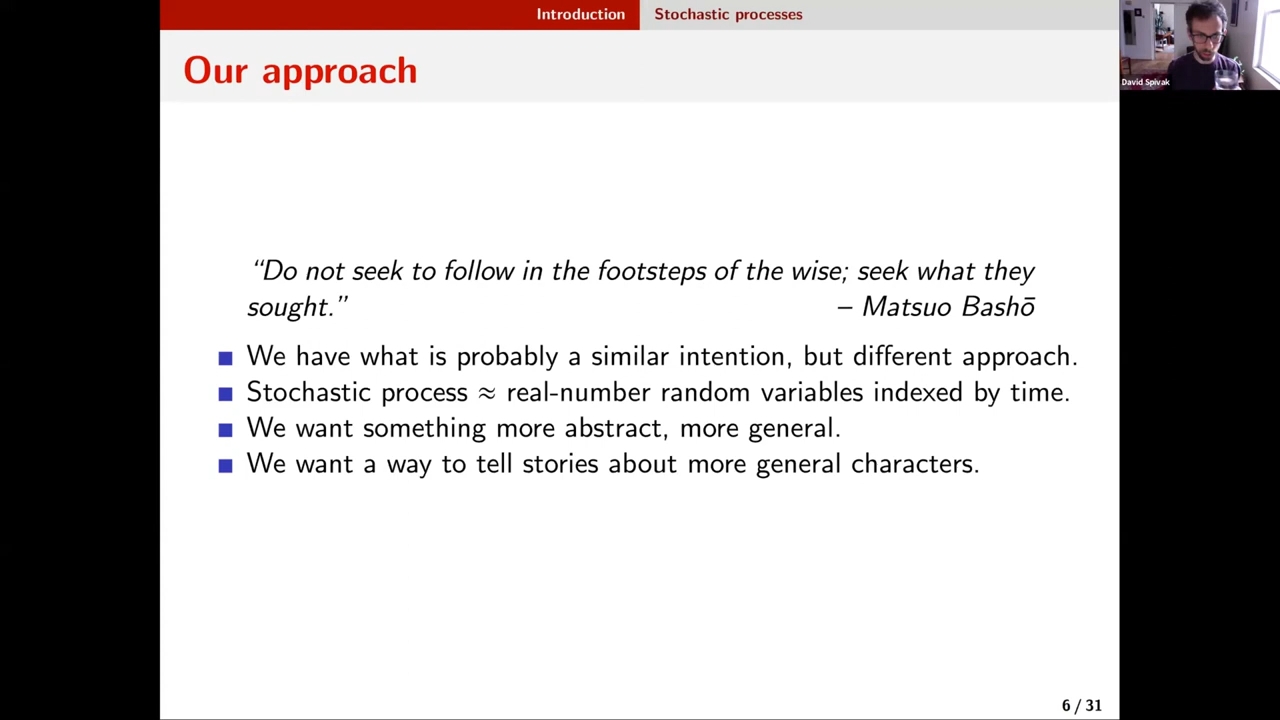 Introduction Stochastic processes
David Spivak
Our approach
“Do not seek to follow in the footsteps of the wise; seek what they
sought.” – Matsuo Bashō
We have what is probably a similar intention, but different approach.
Stochastic process ≈ real-number random variables indexed by time.
We want something more abstract, more general.
We want a way to tell stories about more general characters.
6 / 31